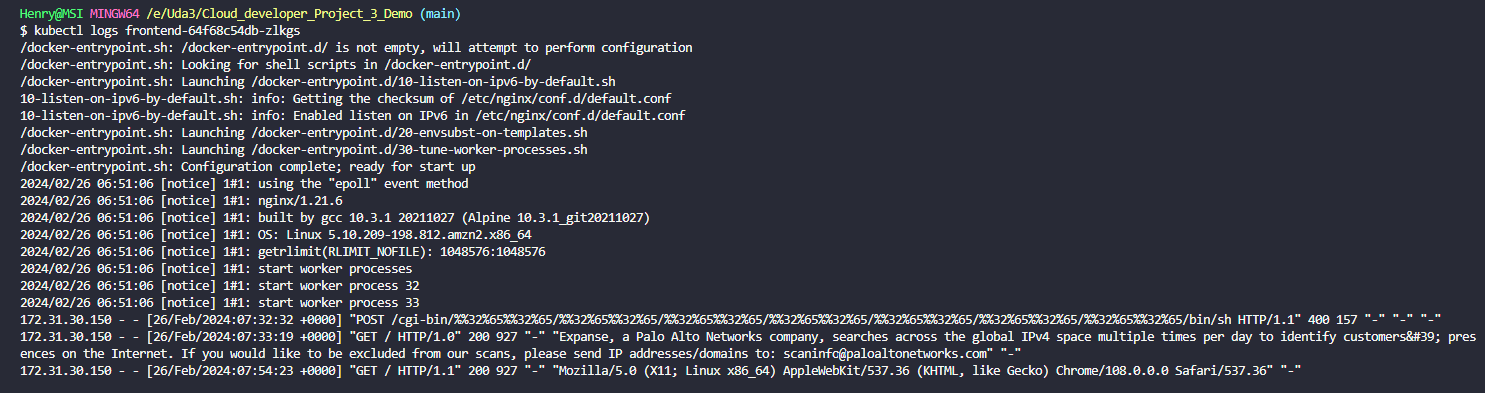 Henry@MSI MINGW64 /e/Uda3/Cloud_developer_Project_3_Demo (main)
$ kubectl logs frontend-64f68c54db-zlkgs
/docker-entrypoint.sh: /docker-entrypoint.d/ is not empty, will attempt to perform configuration
/docker-entrypoint.sh: Looking for shell scripts in /docker-entrypoint.d/
/docker-entrypoint.sh: Launching /docker-entrypoint.d/10-listen-on-ipv6-by-default.sh
10-listen-on-ipv6-by-default.sh: info: Getting the checksum of /etc/nginx/conf.d/default.conf
10-listen-on-ipv6-by-default.sh: info: Enabled listen on IPv6 in /etc/nginx/conf.d/default.conf
/docker-entrypoint.sh: Launching /docker-entrypoint.d/20-envsubst-on-templates.sh
/docker-entrypoint.sh: Launching /docker-entrypoint.d/30-tune-worker-processes.sh
/docker-entrypoint.sh: Configuration complete; ready for start up
2024/02/26 06:51:06 [notice] 1#1: using the "epoll" event method
2024/02/26 06:51:06 [notice] 1#1: nginx/1.21.6
2024/02/26 06:51:06 [notice] 1#1: built by gcc 10.3.1 20211027 (Alpine 10.3.1_git20211027)
2024/02/26 06:51:06 [notice] 1#1: OS: Linux 5.10.209-198.812.amzn2.x86_64
2024/02/26 06:51:06 [notice] 1#1: getrlimit(RLIMIT_NOFILE): 1048576:1048576
2024/02/26 06:51:06 [notice] 1#1: start worker processes
2024/02/26 06:51:06 [notice] 1#1: start worker process 32
2024/02/26 06:51:06 [notice] 1#1: start worker process 33
172.31.30.150 - - [26/Feb/2024:07:32:32 +0000] "POST /cgi-bin/%%32%65%%32%65/%%32%65%%32%65/%%32%65%%32%65/%%32%65%%32%65/%%32%65%%32%65/%%32%65%%32%65/%%32%65%%32%65/bin/sh HTTP/1.1" 400 157 "-" "-" "-"
172.31.30.150 - - [26/Feb/2024:07:33:19 +0000] "GET / HTTP/1.0" 200 927 "-" "Expanse, a Palo Alto Networks company, searches across the global IPv4 space multiple times per day to identify customers&#39; pres
ences on the Internet. If you would like to be excluded from our scans, please send IP addresses/domains to: scaninfo@paloaltonetworks.com" "-"
172.31.30.150 - - [26/Feb/2024:07:54:23 +0000] "GET / HTTP/1.1" 200 927 "-" "Mozilla/5.0 (X11; Linux x86_64) AppleWebKit/537.36 (KHTML, like Gecko) Chrome/108.0.0.0 Safari/537.36" "-"